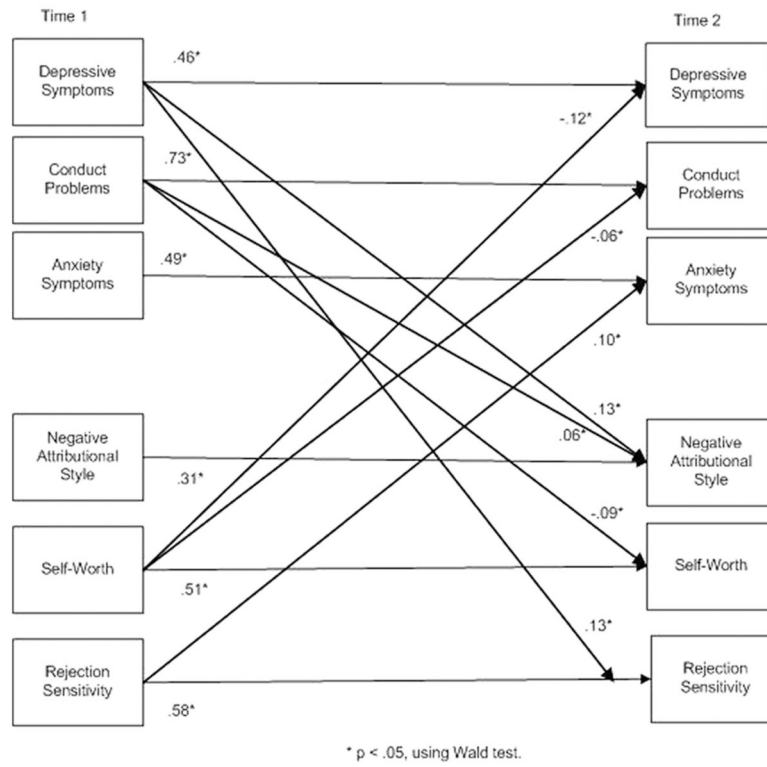 Time 1
Time 2
Depressive
Symptoms
.46*
Depressive
Symptoms
-.12*
Conduct
Problems
.73*
Conduct
Problems
-.06*
Anxiety
Symptoms
.49*
Anxiety
Symptoms
.10*
.13*
.06*
Negative
Attributional
Style
.31*
Negative
Attributional
Style
-.09*
Self-Worth
.51*
Self-Worth
.13*
Rejection
Sensitivity
.58*
Rejection
Sensitivity
* p < .05, using Wald test.